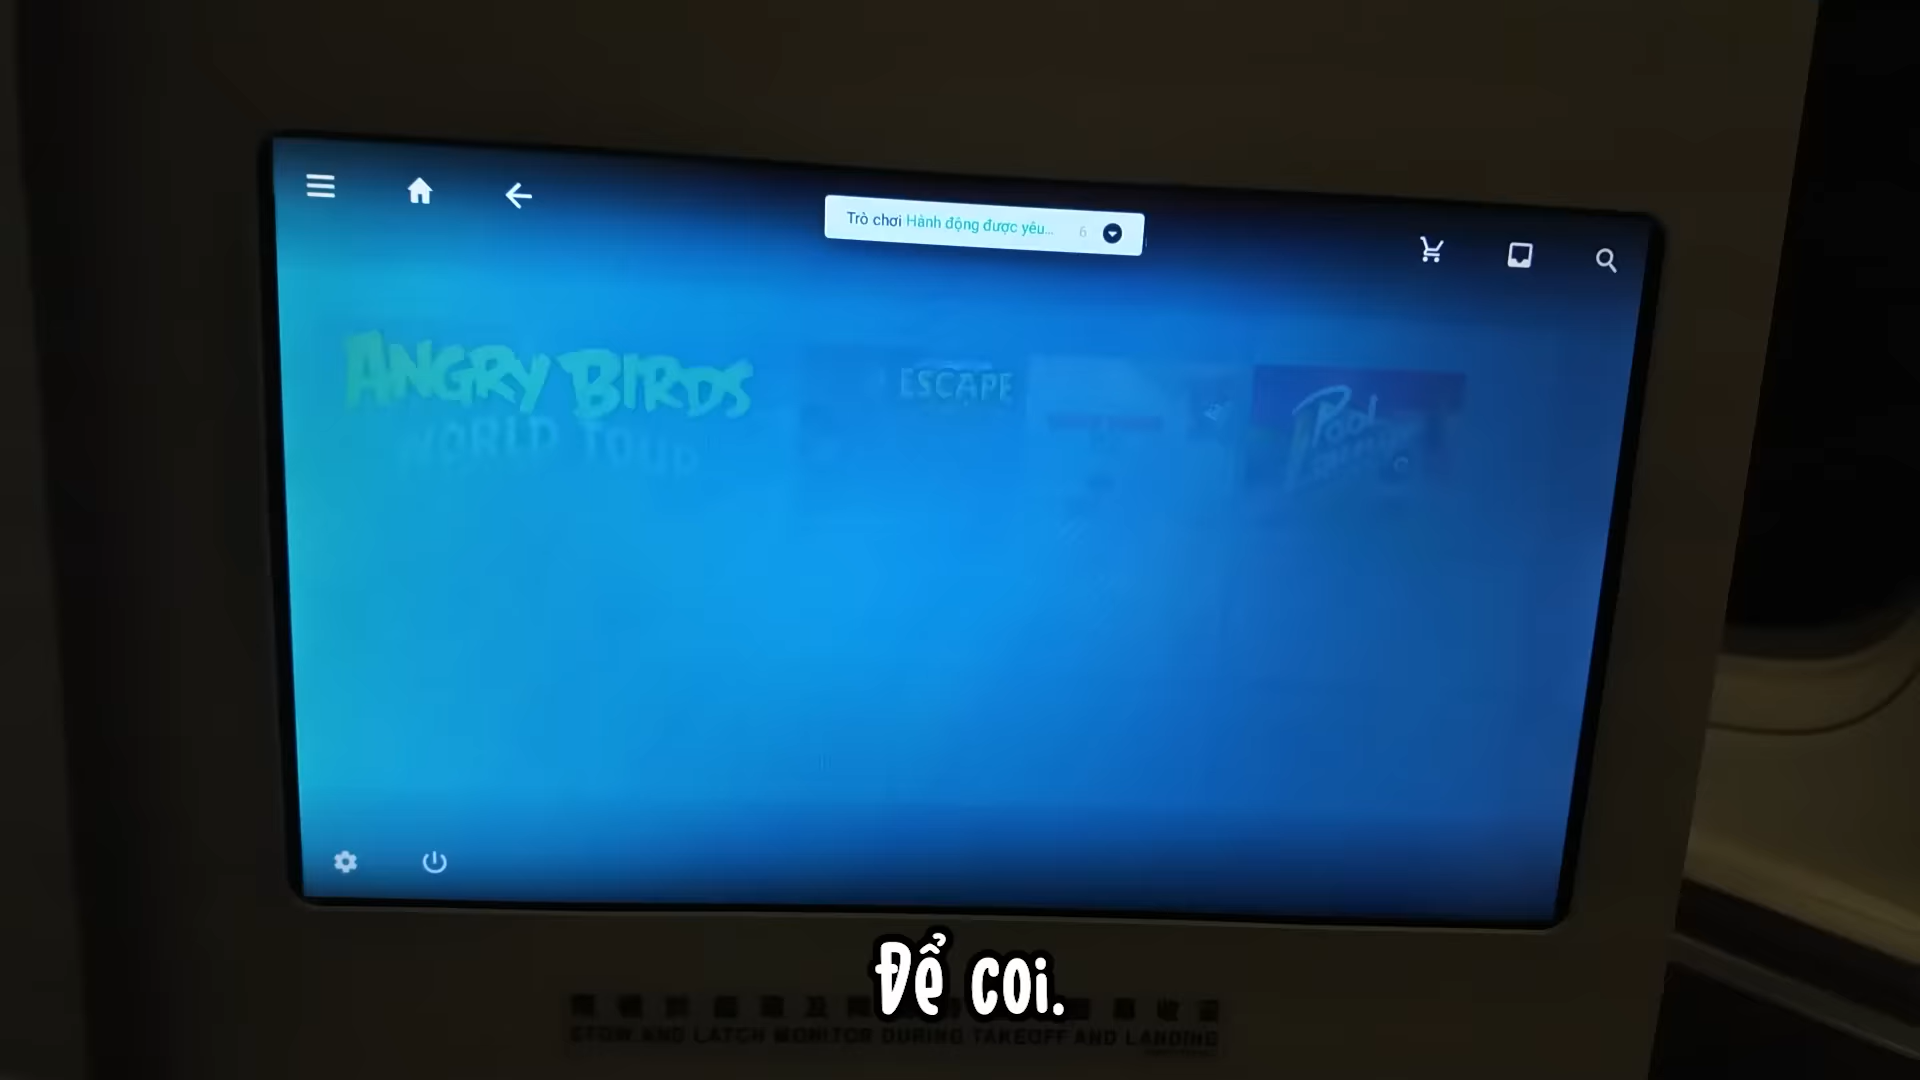 Trò chơi Hành động được yêu... 6
ANGRY BIRDS
WORLD TOUR
ESCAPE
Pool
Để coi.
STOW AND LATCH MONITOR DURING TAKEOFF AND LANDING